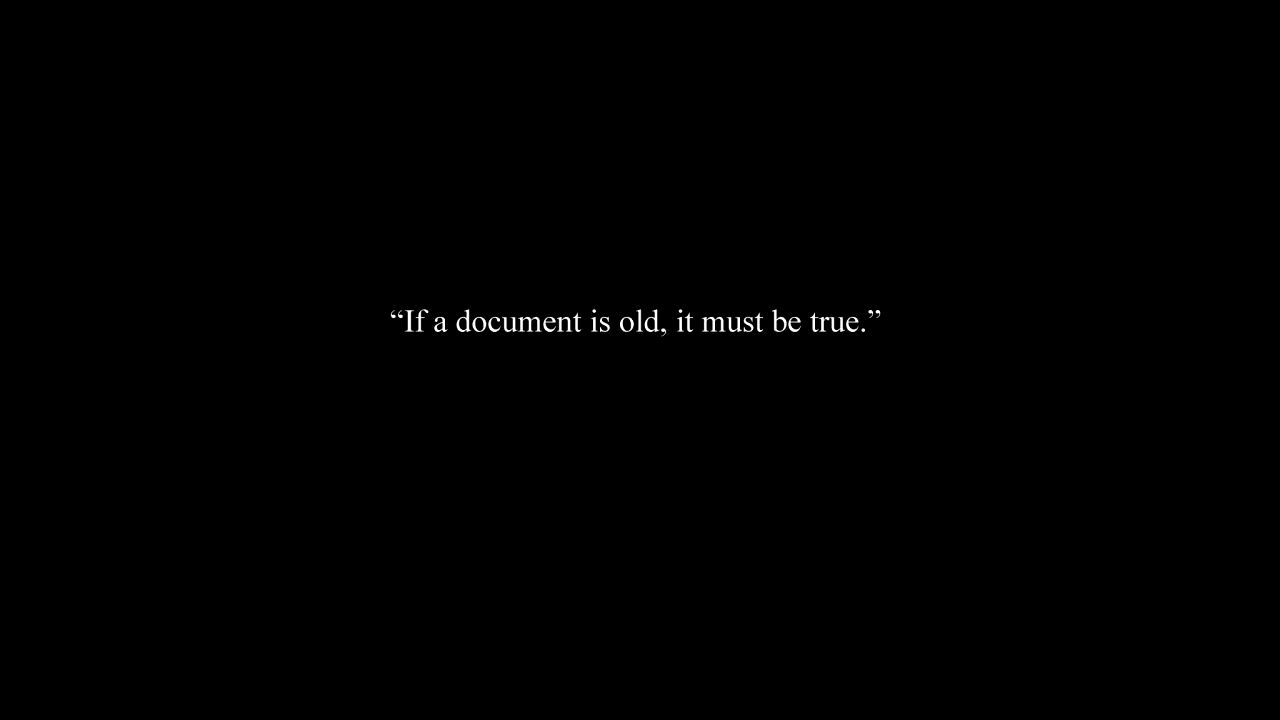 “If a document is old, it must be true.”